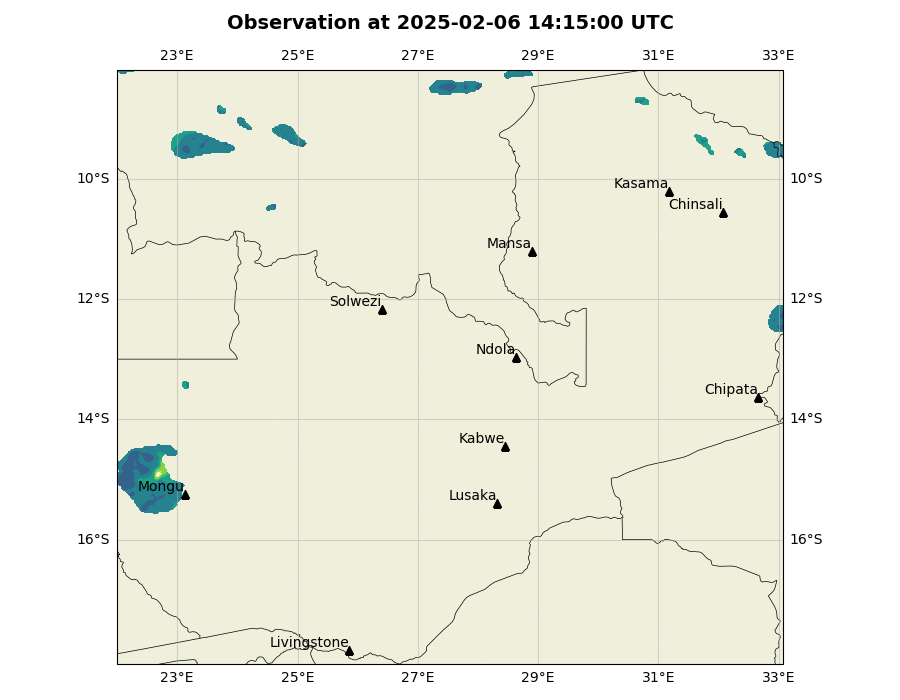 Observation at 2025-02-06 14:15:00 UTC
23°E 25°E 27°E 29°E 31°E 33°E
10°S 10°S
Kasama
Chinsali
Mansa
12°S 12°S
Solwezi
Ndola
Chipata
14°S 14°S
Kabwe
Mongu
Lusaka
16°S 16°S
Livingstone
23°E 25°E 27°E 29°E 31°E 33°E